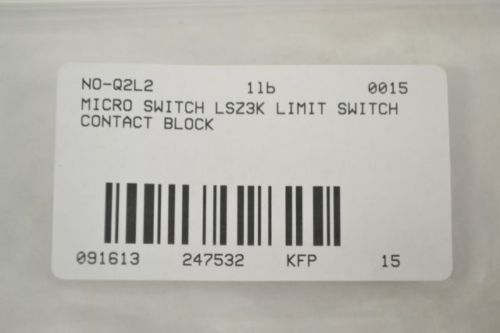 NO-Q2L2 1lb 0015
MICRO SWITCH LSZ3K LIMIT SWITCH
CONTACT BLOCK
091613 247532 KFP 15